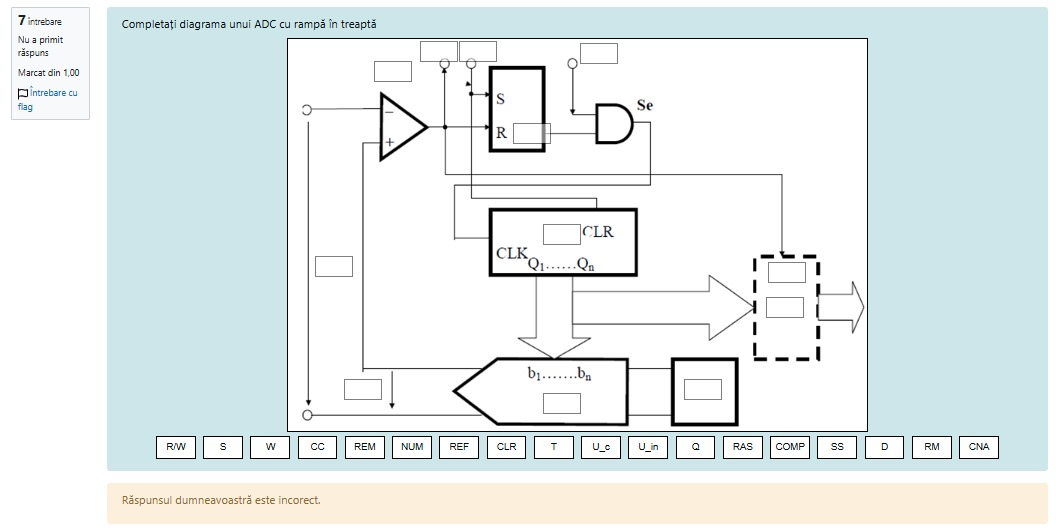 7 întrebare
Nu a primit
răspuns
Marcat din 1,00
Întrebare cu
flag
Completați diagrama unui ADC cu rampă în treaptă
S
R
Se
−
+
CLR
CLK
Q1......Qn
b1.......bn
R/W S W CC REM NUM REF CLR T U_c U_in Q RAS COMP SS D RM CNA
Răspunsul dumneavoastră este incorect.